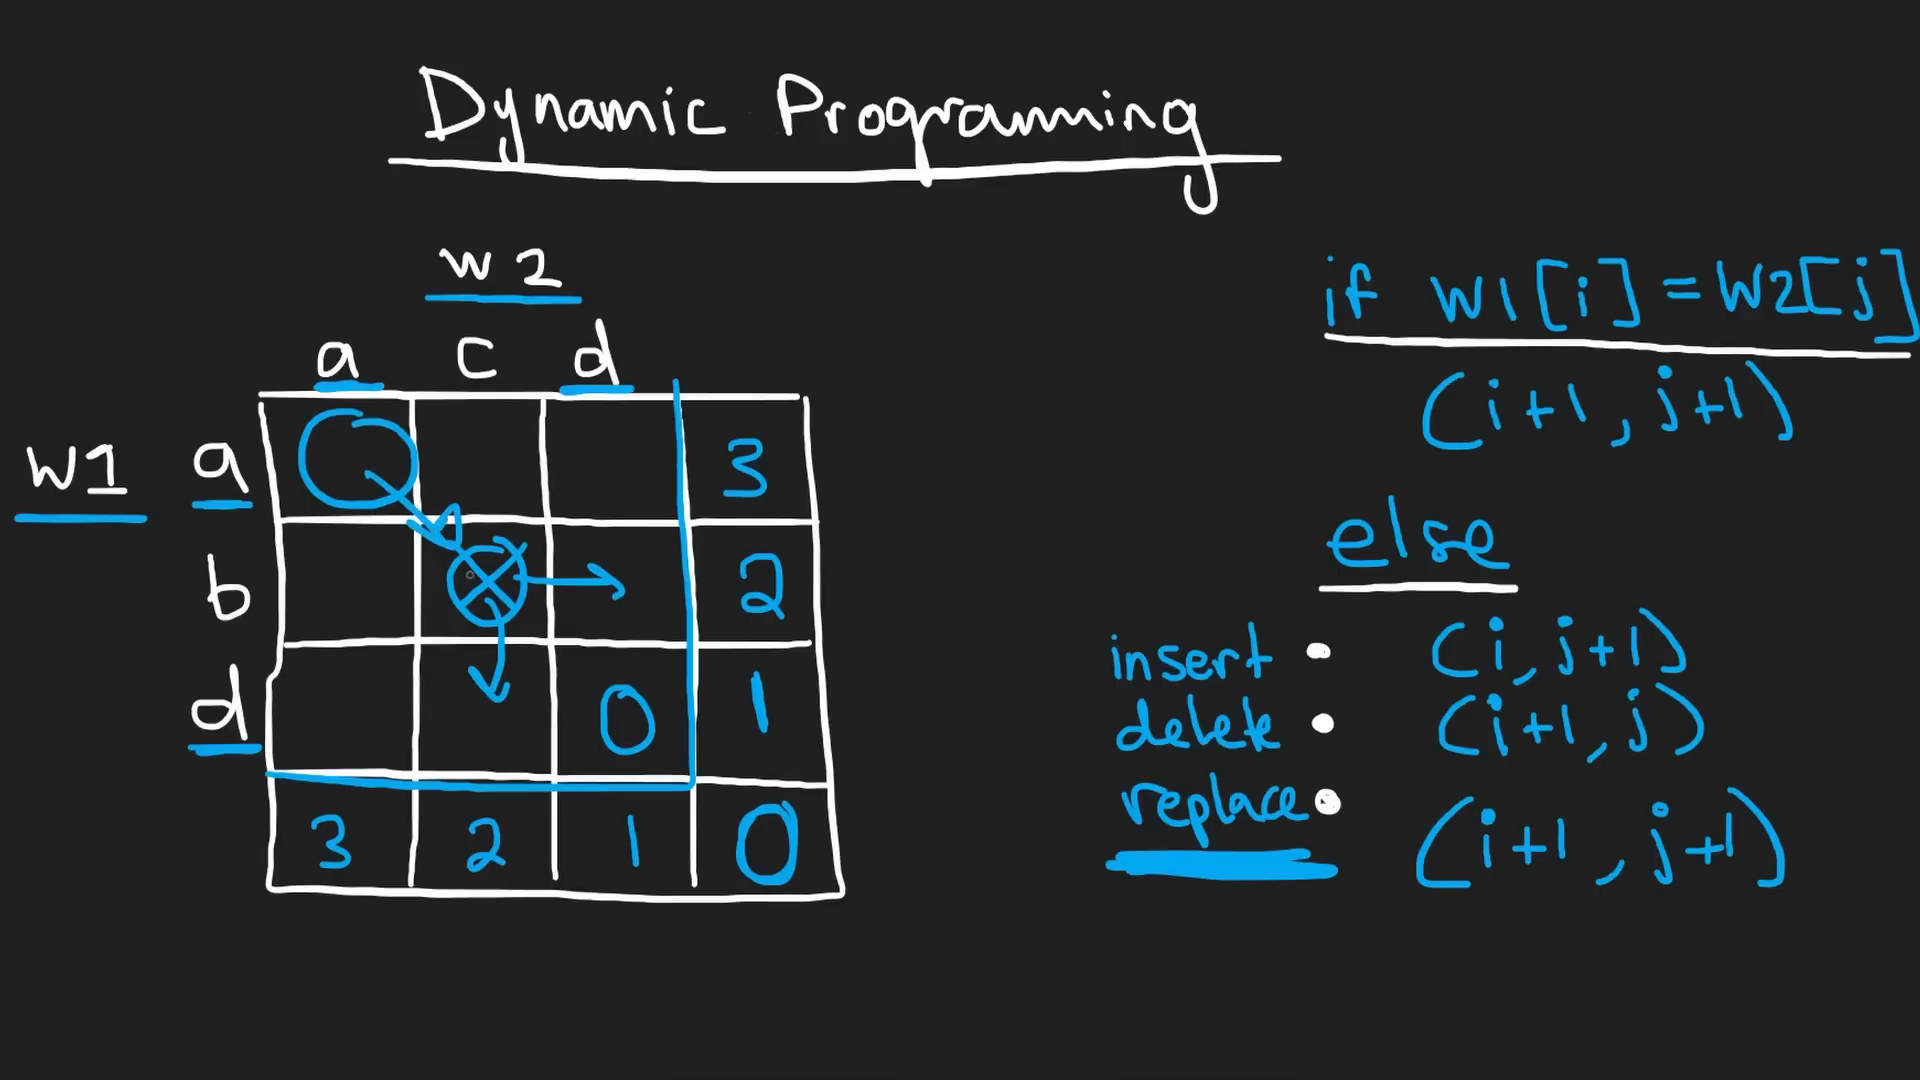 Dynamic Programming
w2
a c d
if W1[i] = W2[j]
(i+1, j+1)
w1 a 3
b 2
d 0 1
3 2 1 0
else
insert • (i, j+1)
delete • (i+1, j)
replace • (i+1, j+1)